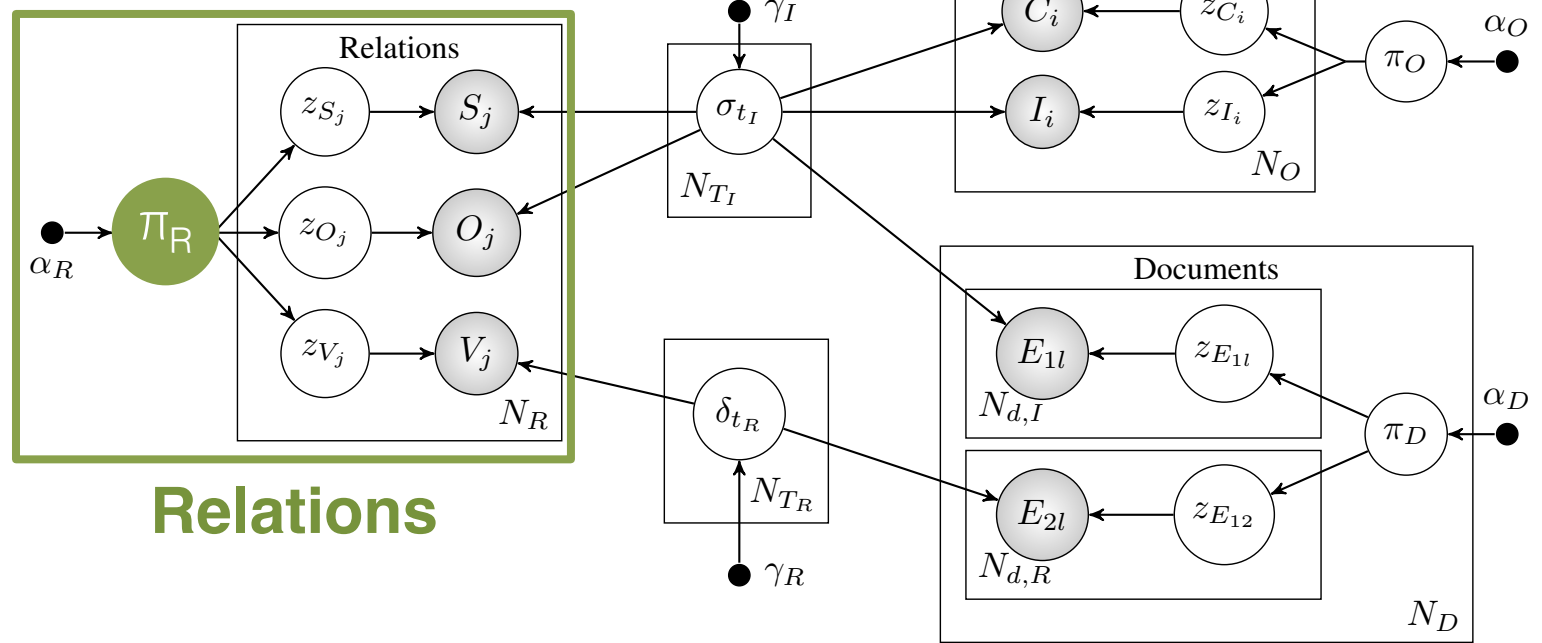 γ_I
C_i
z_{C_i}
α_O
π_O
Relations
z_{S_j}
S_j
σ_{t_I}
I_i
z_{I_i}
N_O
N_{T_I}
π_R
α_R
z_{O_j}
O_j
z_{V_j}
V_j
N_R
δ_{t_R}
N_{T_R}
γ_R
Documents
E_{1l}
z_{E_{1l}}
N_{d,I}
α_D
π_D
E_{2l}
z_{E_{12}}
N_{d,R}
N_D
Relations